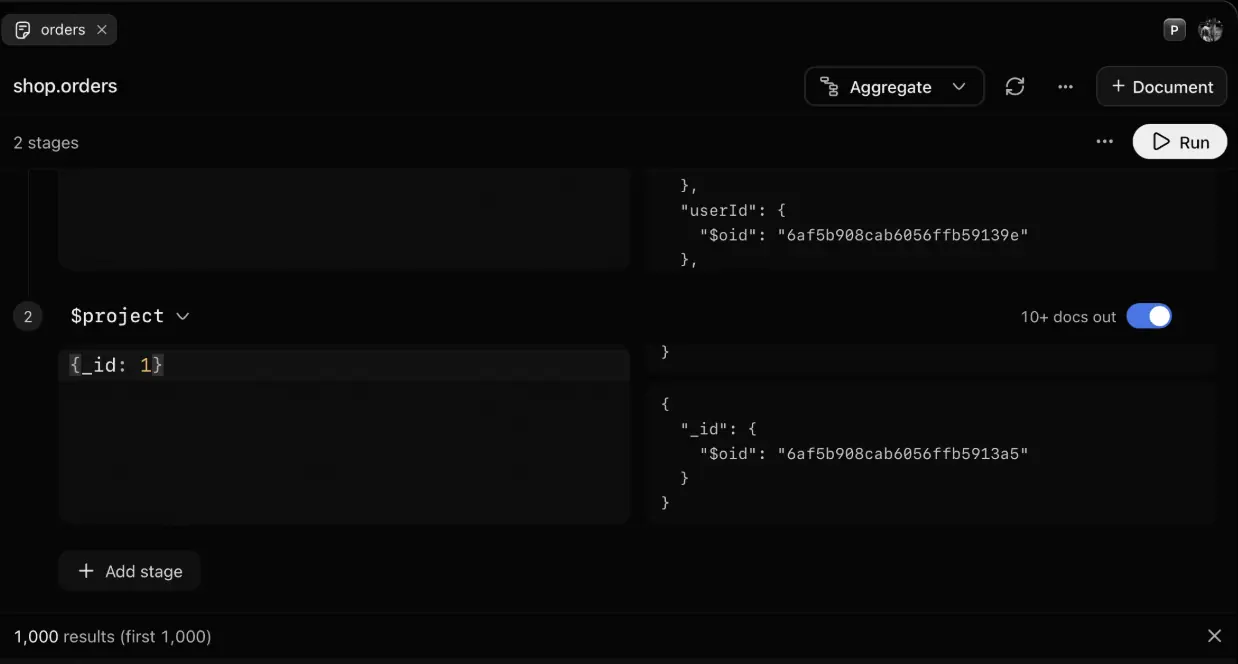 orders
P
shop.orders
Aggregate
+ Document
2 stages
Run
},
"userId": {
"$oid": "6af5b908cab6056ffb59139e"
},
2
$project
10+ docs out
{_id: 1}
}
{
"_id": {
"$oid": "6af5b908cab6056ffb5913a5"
}
}
+ Add stage
1,000 results (first 1,000)